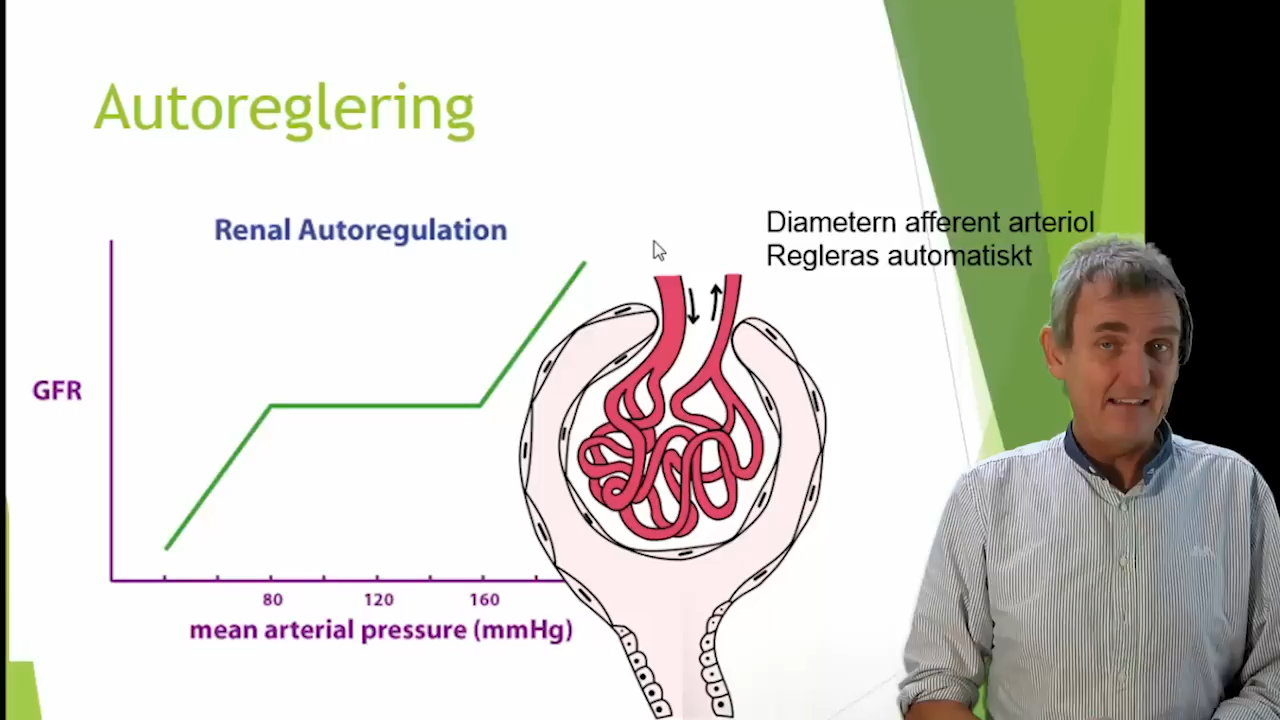 Autoreglering
Renal Autoregulation
Diametern afferent arteriol
Regleras automatiskt
GFR
80 120 160
mean arterial pressure (mmHg)